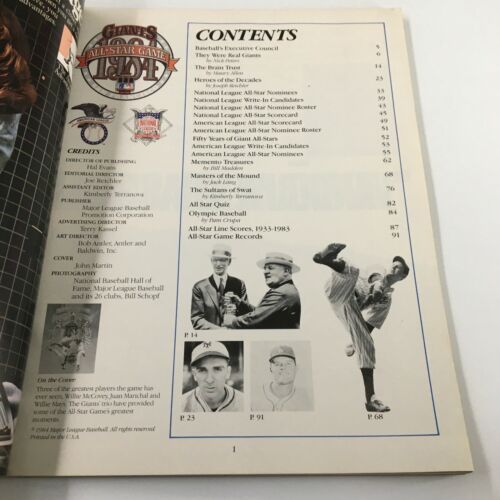 GIANTS
ALL-STAR GAME
1984
CREDITS
DIRECTOR OF PUBLISHING
Hal Evans
EDITORIAL DIRECTOR
Joe Reichler
ASSISTANT EDITOR
Kimberly Terranova
PUBLISHER
Major League Baseball
Promotion Corporation
ADVERTISING DIRECTOR
Terry Kassel
ART DIRECTOR
Bob Antler, Antler and
Baldwin, Inc.
COVER
John Martin
PHOTOGRAPHY
National Baseball Hall of
Fame, Major League Baseball
and its 26 clubs, Bill Schopf
On the Cover
Three of the greatest players the game has
ever seen, Willie McCovey, Juan Marichal and
Willie Mays. The Giants' trio have provided
some of the All-Star Game's greatest
moments.
© 1984 Major League Baseball. All rights reserved.
Printed in the U.S.A.
CONTENTS
Baseball's Executive Council 5
They Were Real Giants 6
by Nick Peters
The Brain Trust 14
by Maury Allen
Heroes of the Decades 23
by Joseph Reichler
National League All-Star Nominees 33
National League Write-In Candidates 39
National League All-Star Nominee Roster 43
National League All-Star Scorecard 45
American League All-Star Scorecard 49
American League All-Star Nominee Roster 51
Fifty Years of Giant All-Stars 52
American League Write-In Candidates 53
American League All-Star Nominees 55
Memento Treasures 62
by Bill Madden
Masters of the Mound 68
by Jack Lang
The Sultans of Swat 76
by Kimberly Terranova
All-Star Quiz 82
Olympic Baseball 84
by Pam Crispa
All-Star Line Scores, 1933-1983 87
All-Star Game Records 91
P. 14
P. 23
P. 91
P. 68
1